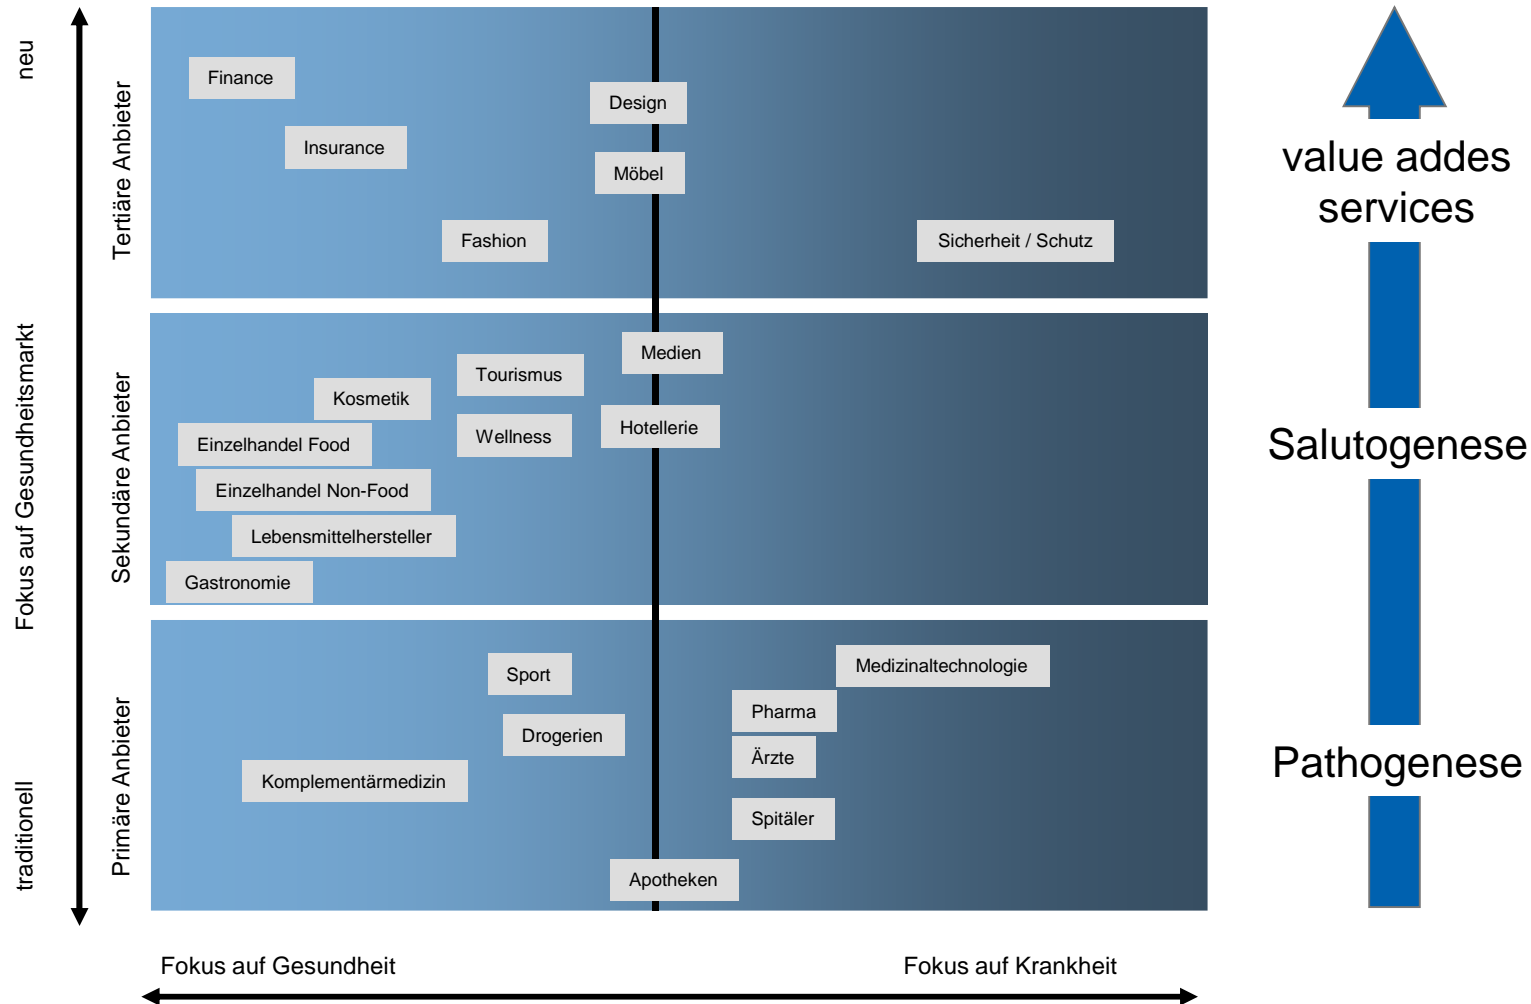 neu
Fokus auf Gesundheitsmarkt
traditionell
Tertiäre Anbieter
Finance
Design
Insurance
Möbel
Fashion
Sicherheit / Schutz
Sekundäre Anbieter
Medien
Tourismus
Kosmetik
Hotellerie
Wellness
Einzelhandel Food
Einzelhandel Non-Food
Lebensmittelhersteller
Gastronomie
Primäre Anbieter
Medizinaltechnologie
Sport
Pharma
Drogerien
Ärzte
Komplementärmedizin
Spitäler
Apotheken
Fokus auf Gesundheit
Fokus auf Krankheit
value addes
services
Salutogenese
Pathogenese